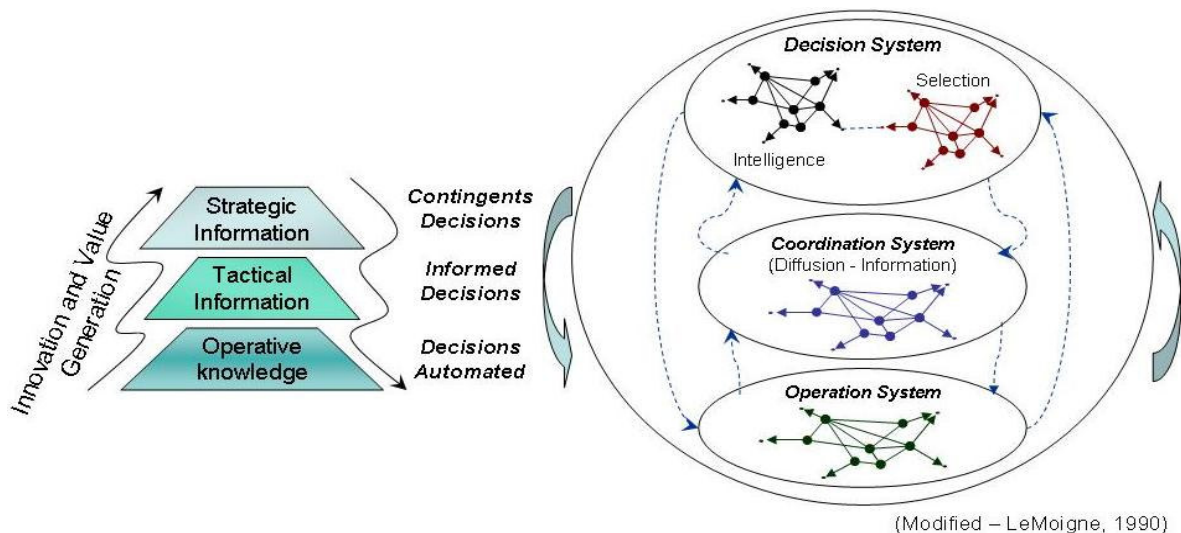 Innovation and Value
Generation
Strategic
Information
Tactical
Information
Operative
knowledge
Contingents
Decisions
Informed
Decisions
Decisions
Automated
Decision System
Selection
Intelligence
Coordination System
(Diffusion - Information)
Operation System
(Modified – LeMoigne, 1990)